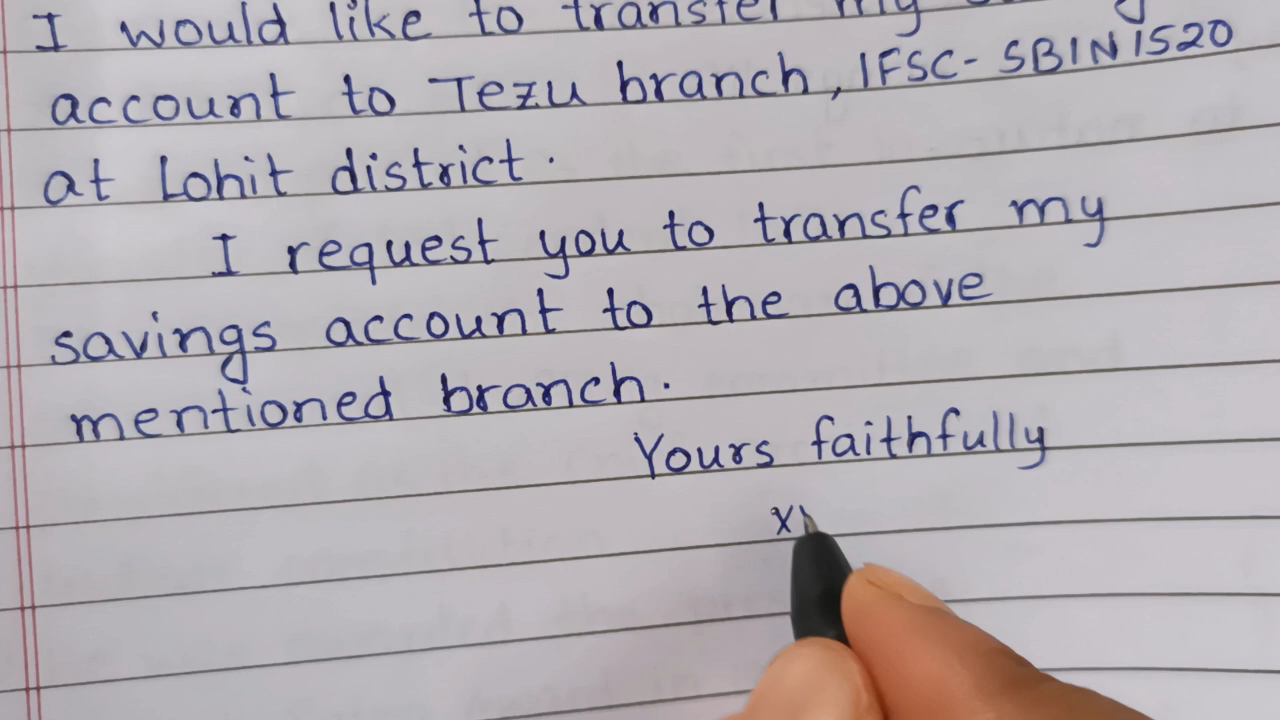 I would like to transfer my
account to Tezu branch, IFSC- SBIN1520
at Lohit district.
I request you to transfer my
savings account to the above
mentioned branch.
Yours faithfully
X